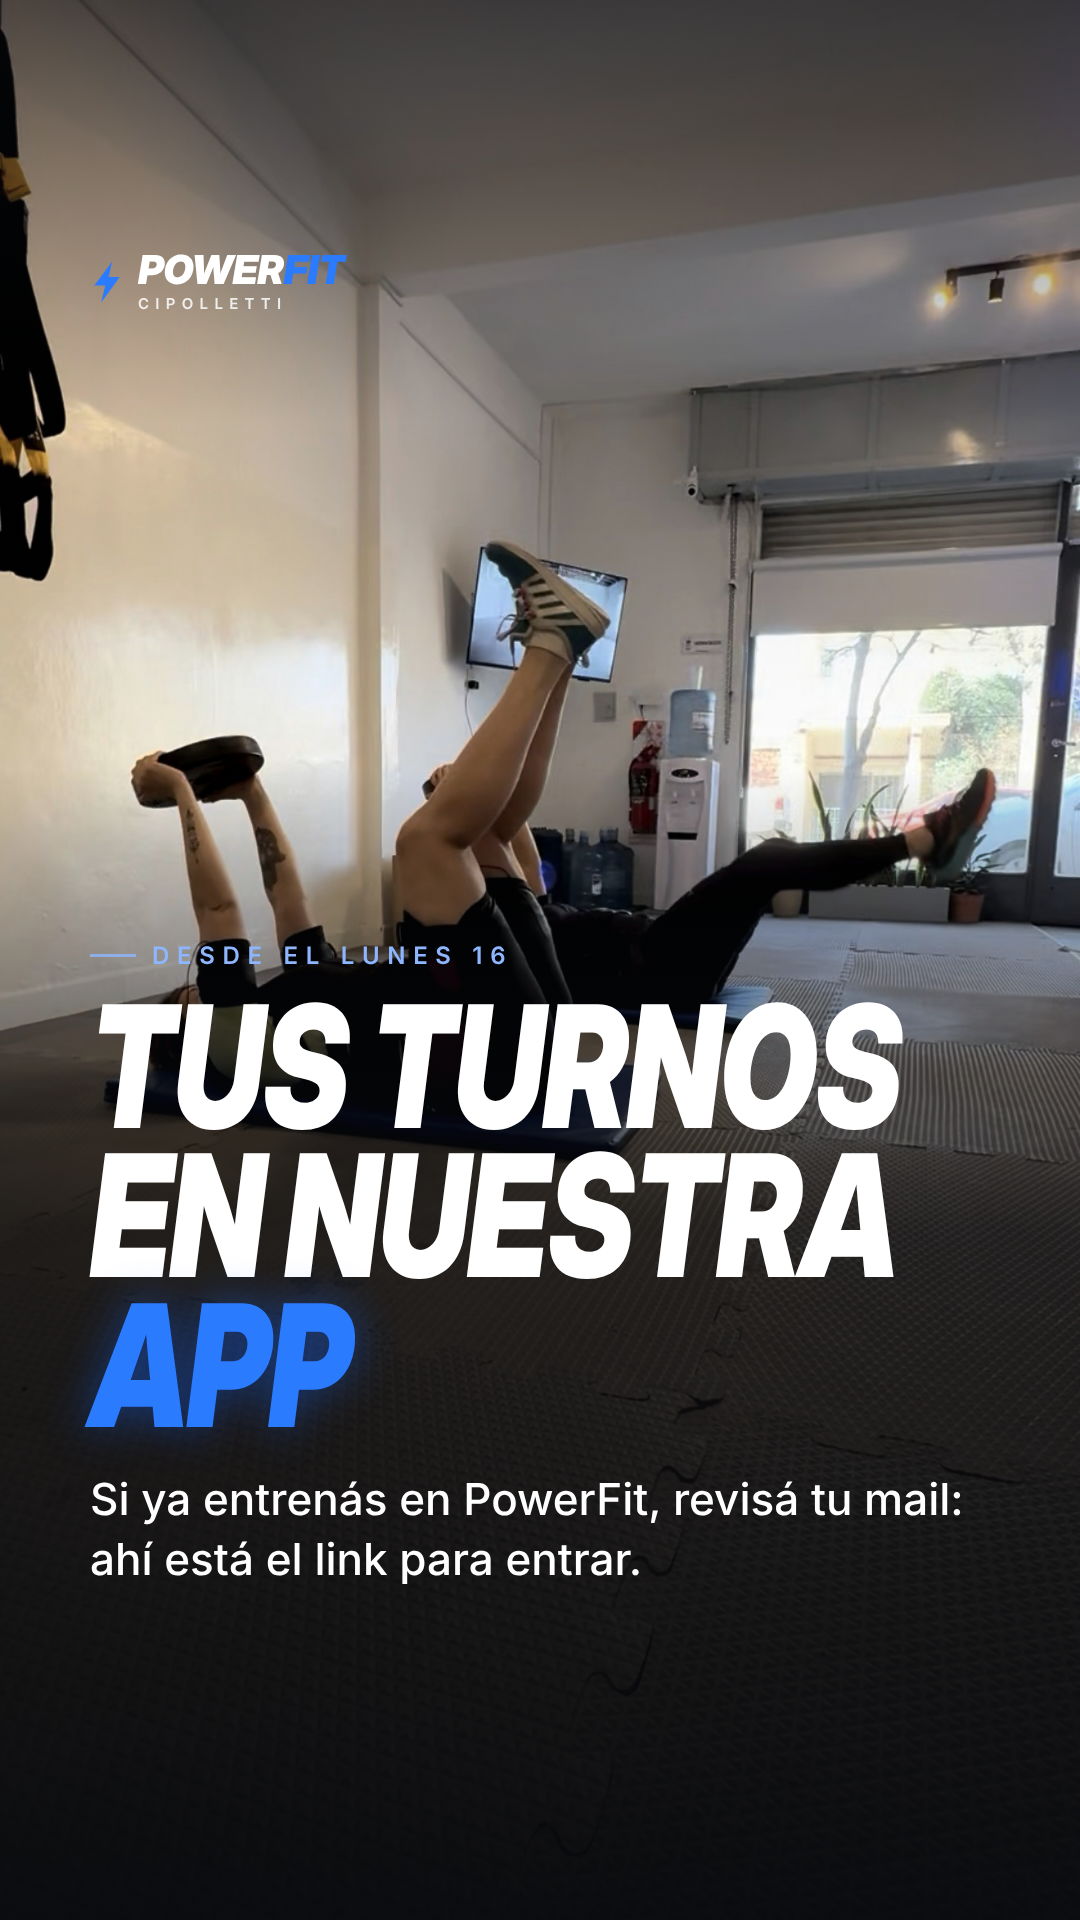 POWERFIT
CIPOLLETTI
DESDE EL LUNES 16
TUS TURNOS
EN NUESTRA
APP
Si ya entrenás en PowerFit, revisá tu mail:
ahí está el link para entrar.